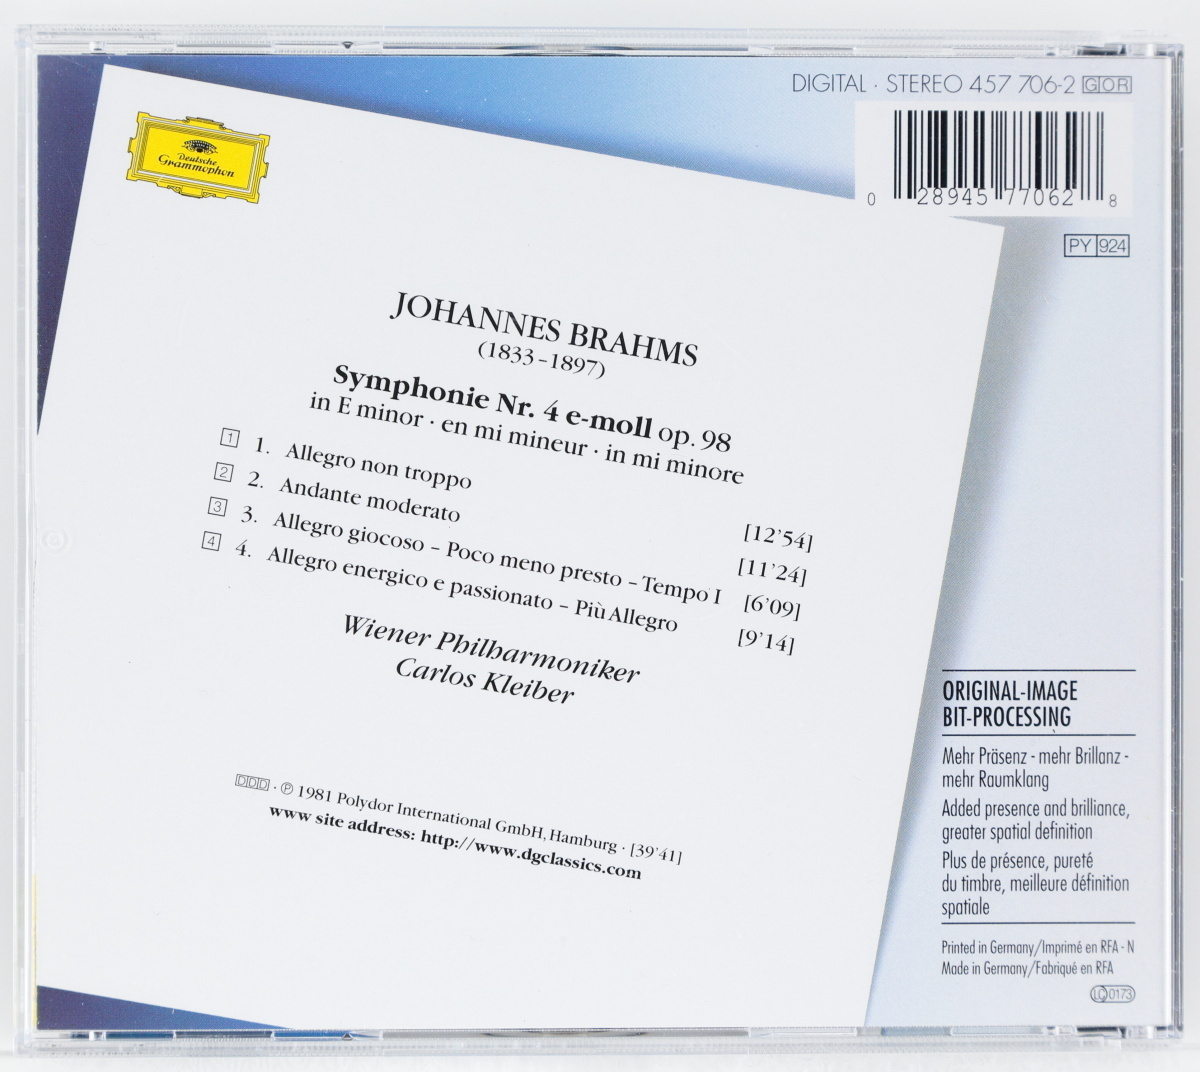 DIGITAL · STEREO 457 706-2 GOR
Deutsche
Grammophon
0 28945 77062 8
PY 924
JOHANNES BRAHMS
(1833–1897)
Symphonie Nr. 4 e-moll op. 98
in E minor · en mi mineur · in mi minore
1 1. Allegro non troppo [12’54]
2 2. Andante moderato [11’24]
3 3. Allegro giocoso – Poco meno presto – Tempo I [6’09]
4 4. Allegro energico e passionato – Più Allegro [9’14]
Wiener Philharmoniker
Carlos Kleiber
DDD · ℗ 1981 Polydor International GmbH, Hamburg · [39’41]
www site address: http://www.dgclassics.com
ORIGINAL-IMAGE
BIT-PROCESSING
Mehr Präsenz - mehr Brillanz -
mehr Raumklang
Added presence and brilliance,
greater spatial definition
Plus de présence, pureté
du timbre, meilleure définition
spatiale
Printed in Germany/Imprimé en RFA - N
Made in Germany/Fabriqué en RFA
LC 0173